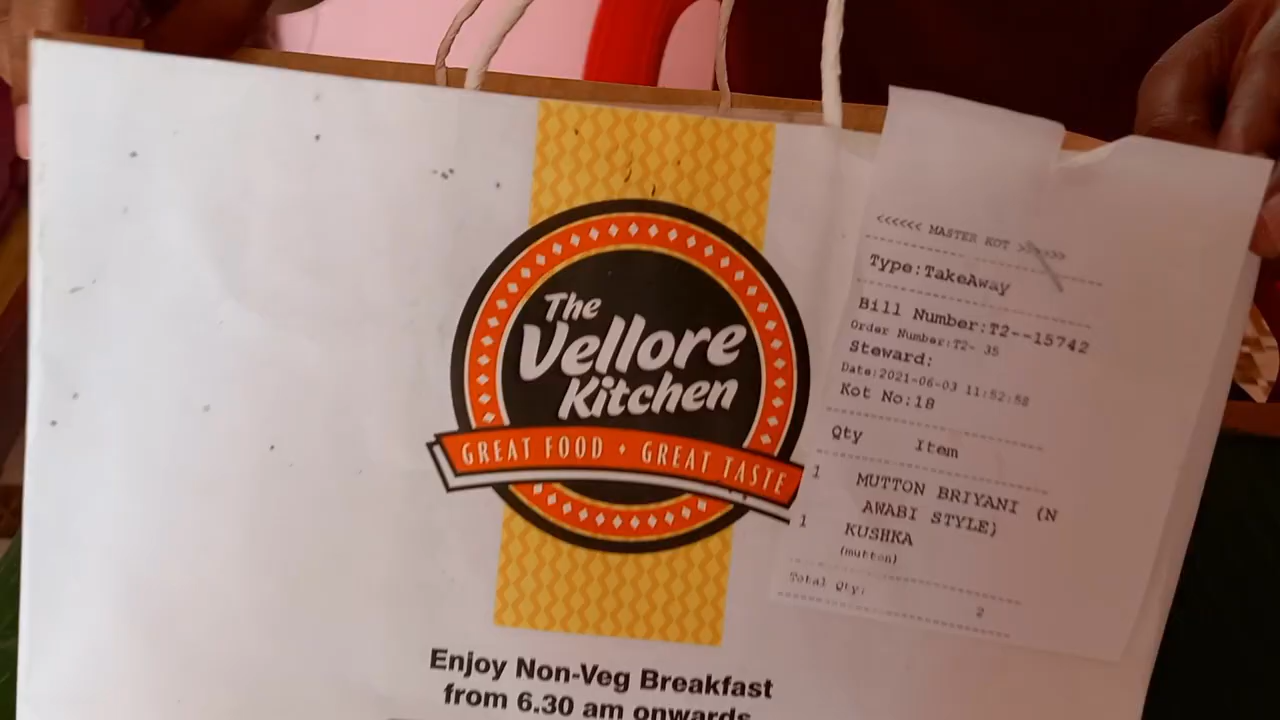 The
Vellore
Kitchen
GREAT FOOD • GREAT TASTE
Enjoy Non-Veg Breakfast
from 6.30 am onwards
<<<<<< MASTER KOT >>>>>>
Type:TakeAway
Bill Number:T2--15742
Order Number:T2- 35
Steward:
Date:2021-06-03 11:52:58
Kot No:18
Qty Item
1 MUTTON BRIYANI (N
AWABI STYLE)
1 KUSHKA
(mutton)
Total Qty: 2